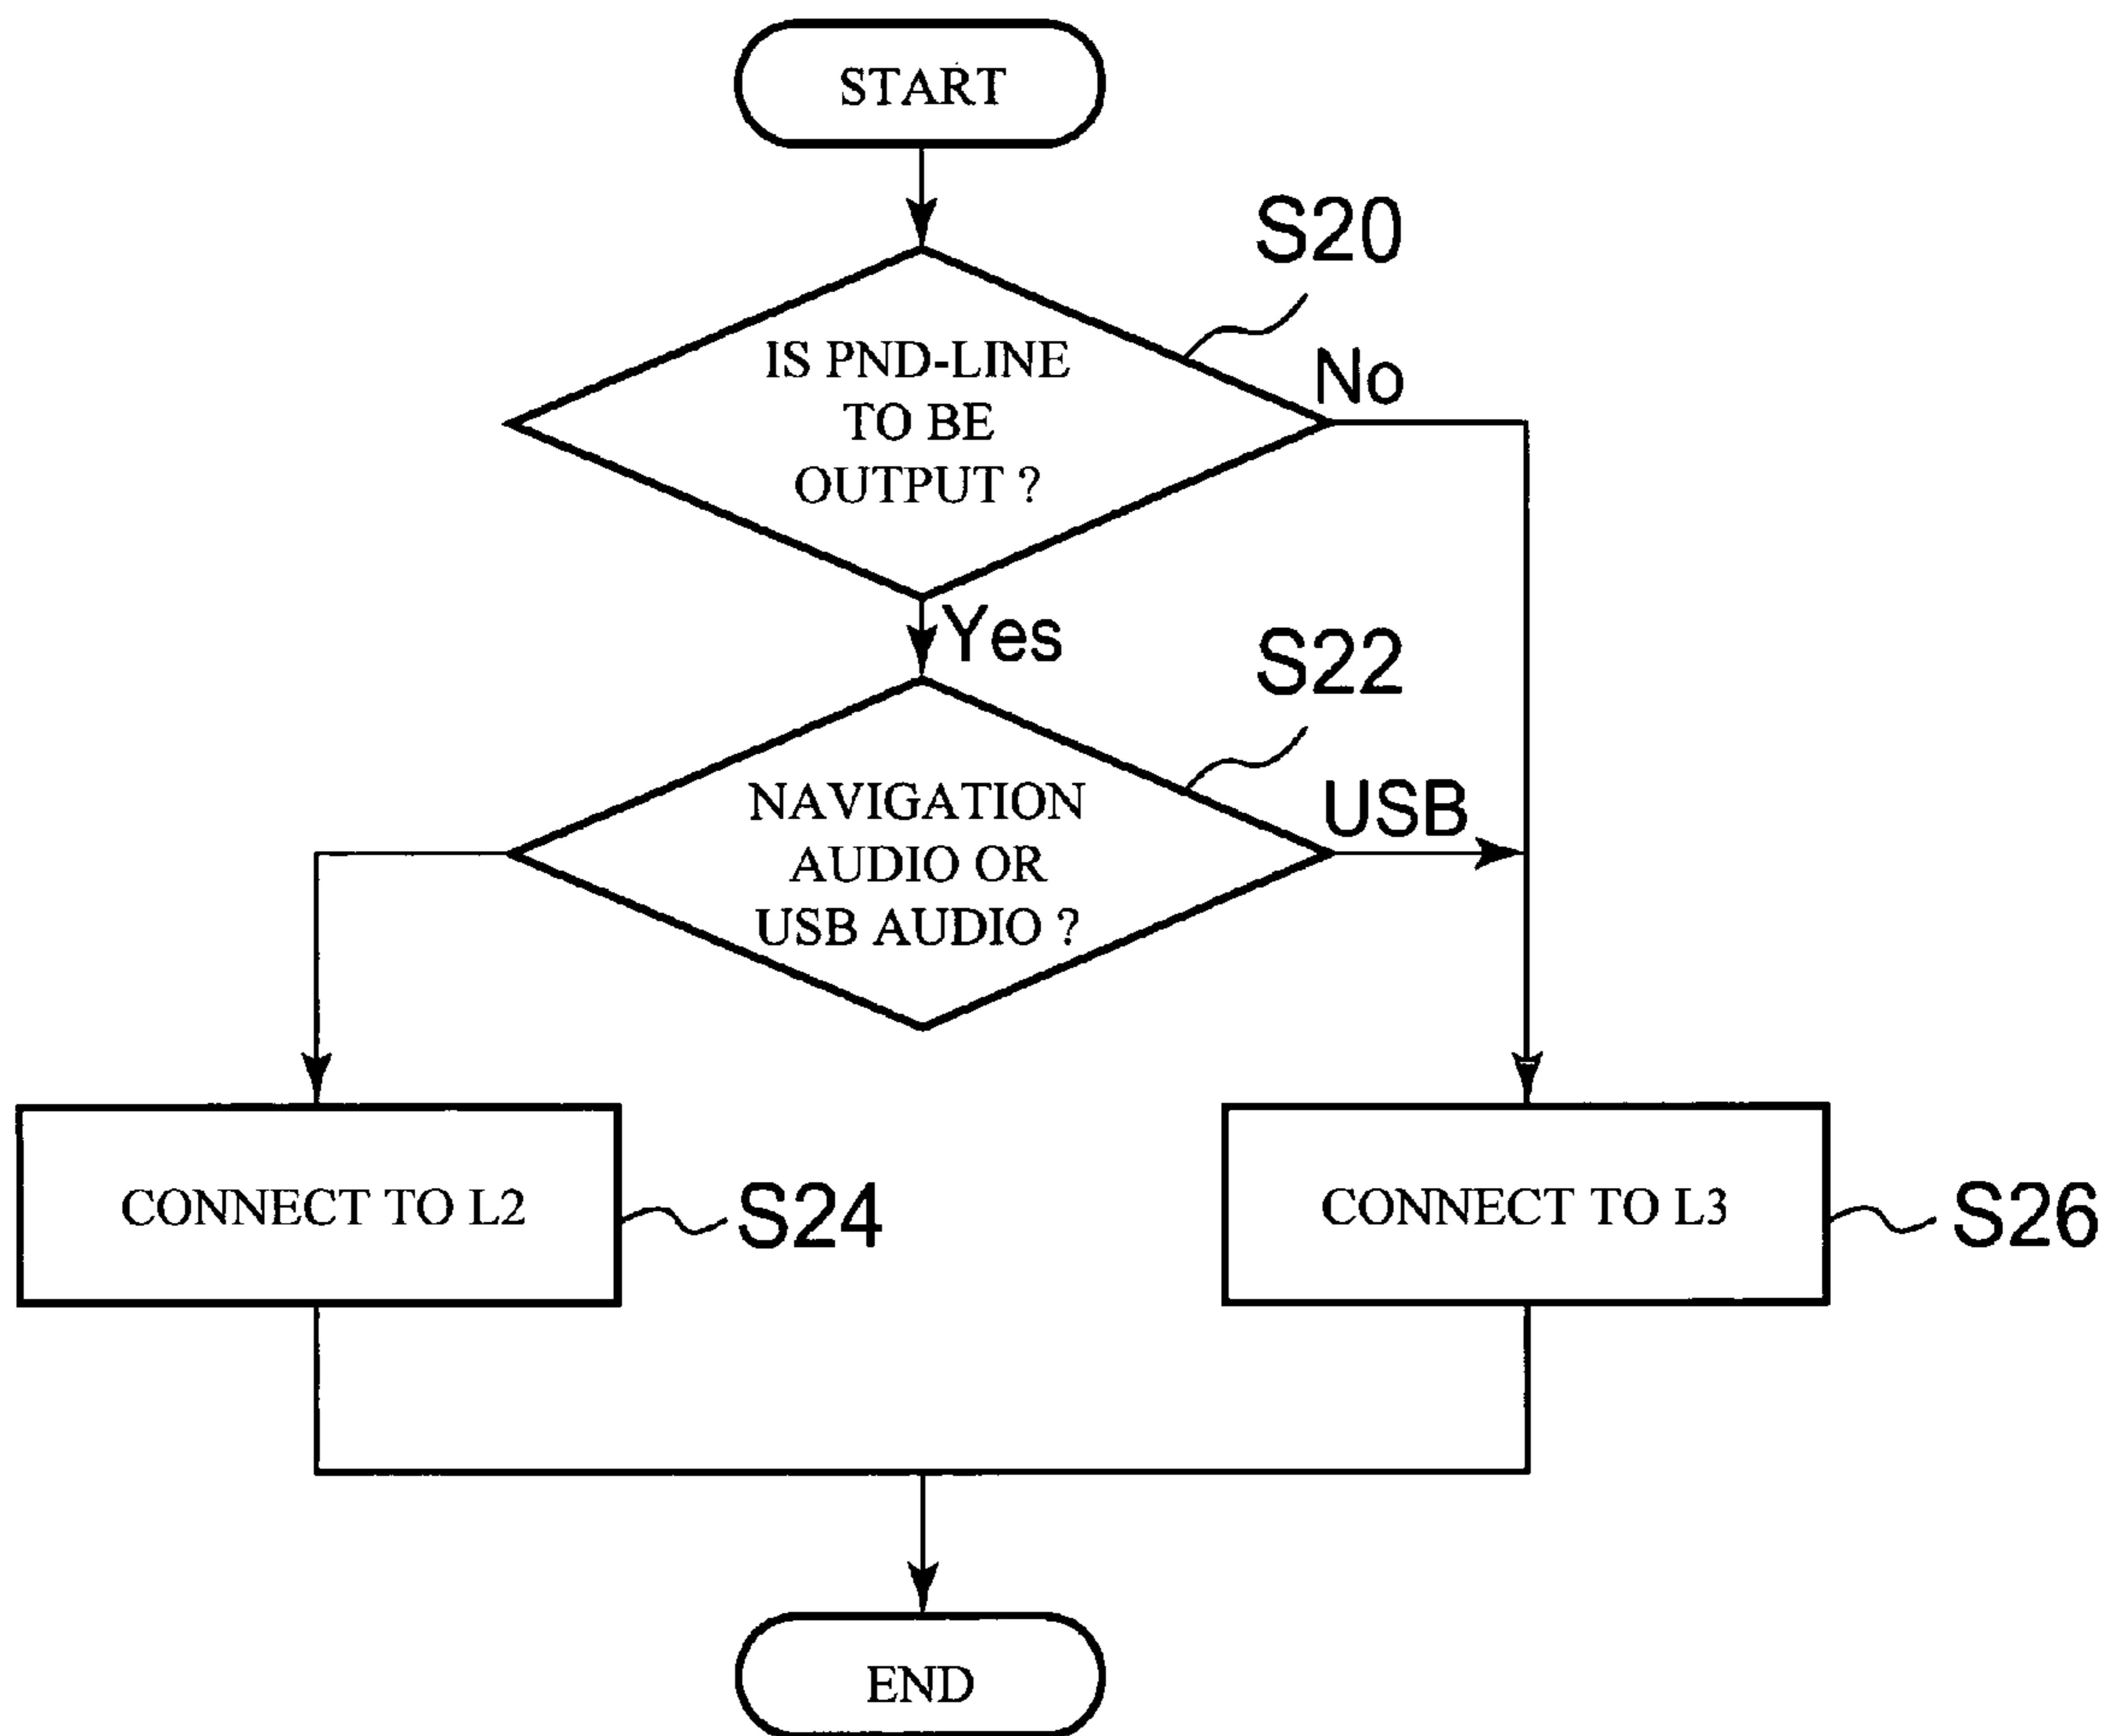 START
S20
IS PND-LINE
TO BE
OUTPUT ?
No
Yes
S22
NAVIGATION
AUDIO OR
USB AUDIO ?
USB
CONNECT TO L2
S24
CONNECT TO L3
S26
END